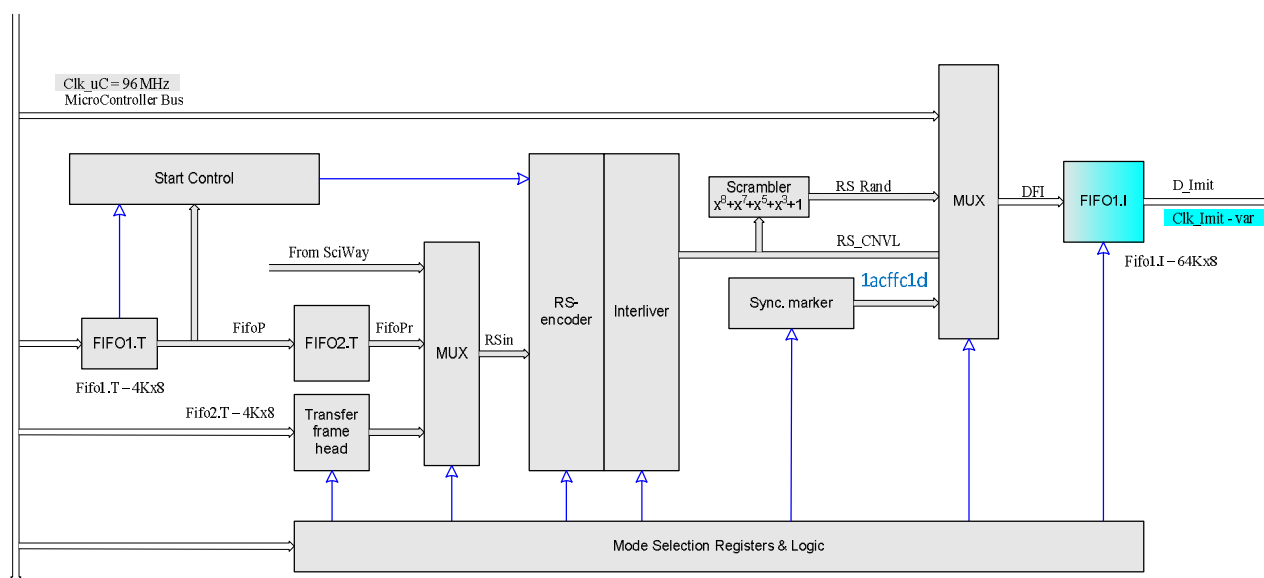 Clk_uC = 96 MHz
MicroController Bus
Start Control
Scrambler
x⁸+x⁷+x⁵+x³+1
RS_Rand
MUX
DFI
FIFO1.I
D_Imit
Clk_Imit - var
Fifo1.I – 64Kx8
From SciWay
RS-
encoder
Interliver
RS_CNVL
1acffc1d
Sync. marker
FIFO1.T
FifoP
FIFO2.T
FifoPr
MUX
RSin
Fifo1.T – 4Kx8
Fifo2.T – 4Kx8
Transfer
frame
head
Mode Selection Registers & Logic